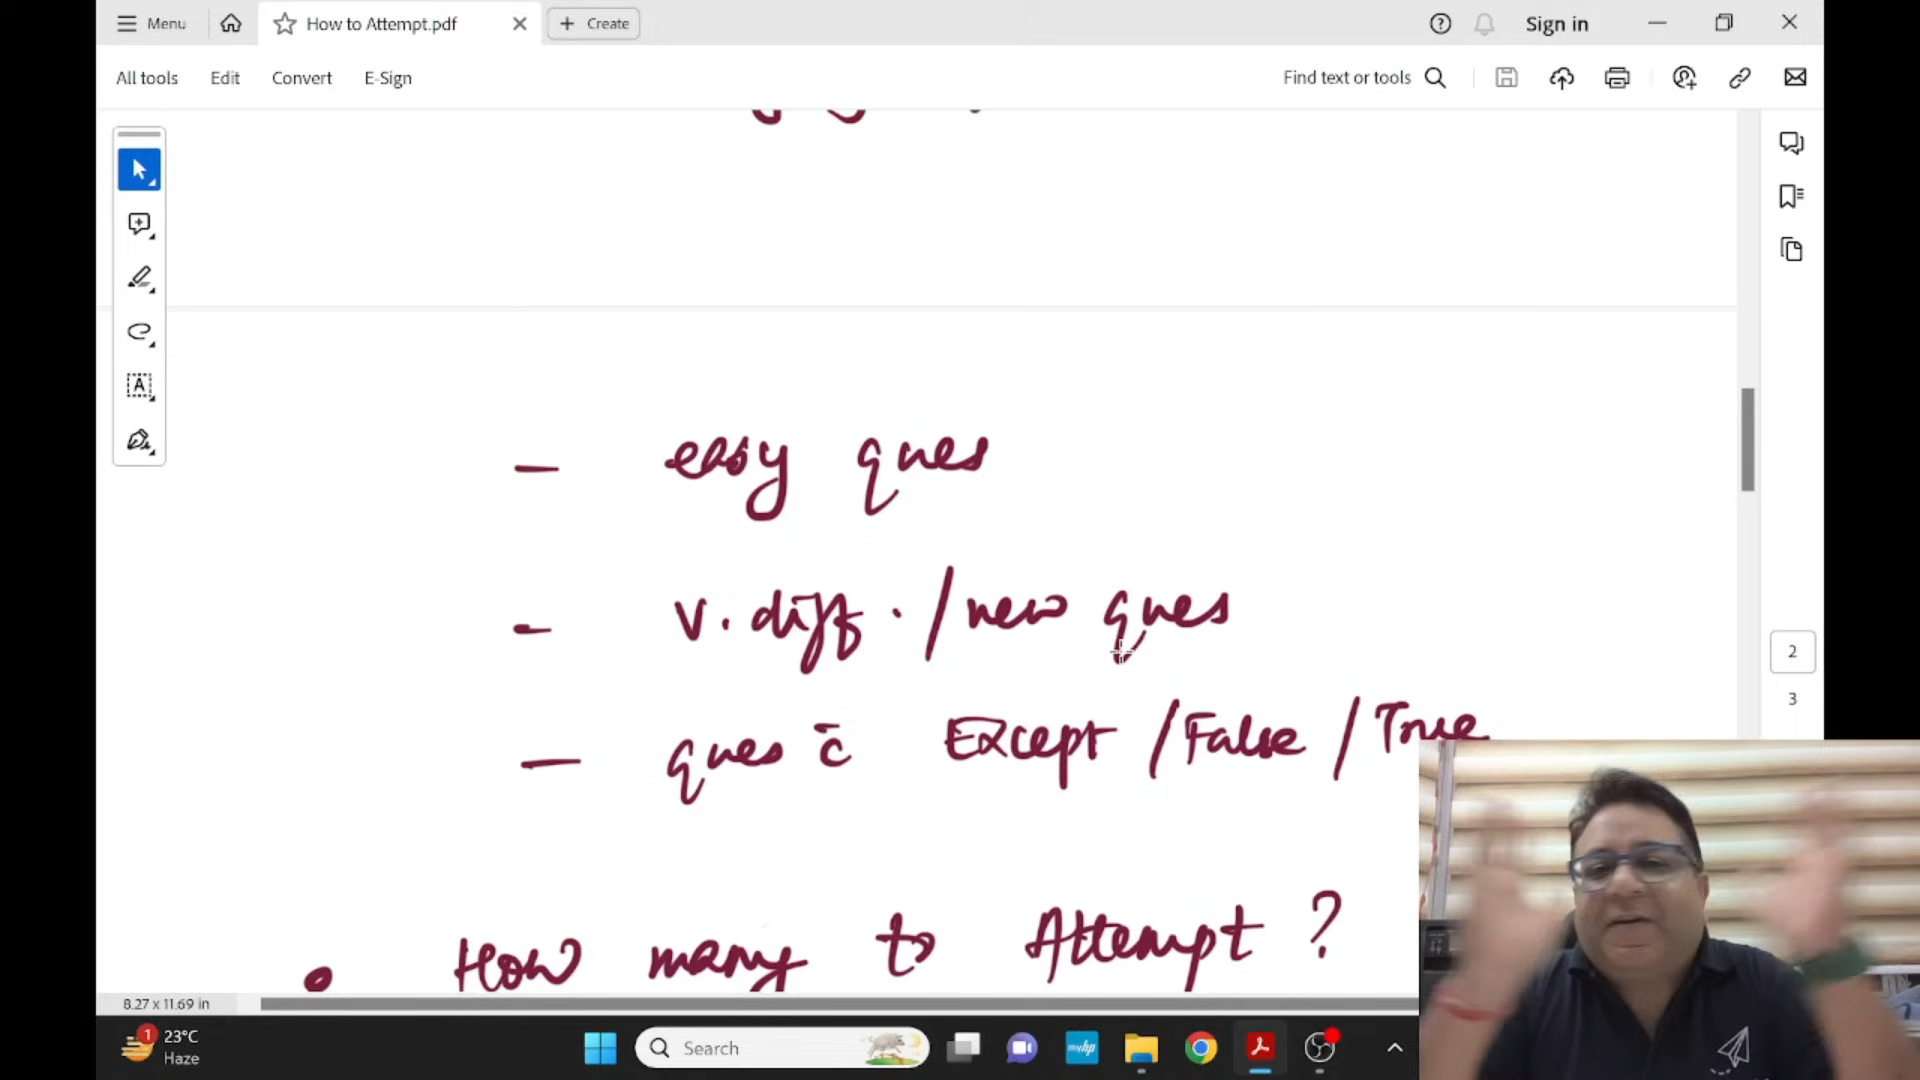 Menu How to Attempt.pdf Create Sign in
All tools Edit Convert E-Sign Find text or tools
- easy ques
- v. diff. / new ques
- ques c̄ Except / False / True
2
3
• How many to Attempt ?
8.27 x 11.69 in
1 23°C
Haze
Search
myhp